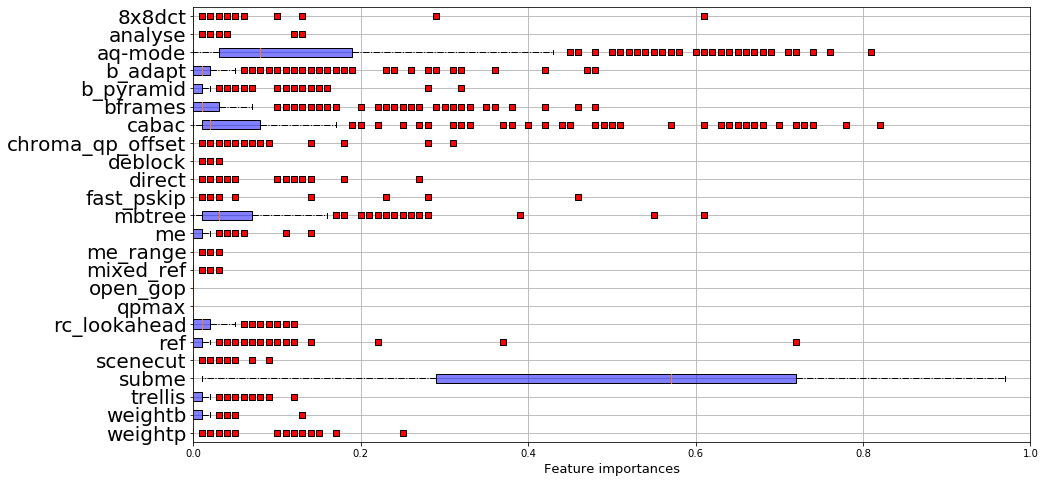 8x8dct
analyse
aq-mode
b_adapt
b_pyramid
bframes
cabac
chroma_qp_offset
deblock
direct
fast_pskip
mbtree
me
me_range
mixed_ref
open_gop
qpmax
rc_lookahead
ref
scenecut
subme
trellis
weightb
weightp
0.0 0.2 0.4 0.6 0.8 1.0
Feature importances